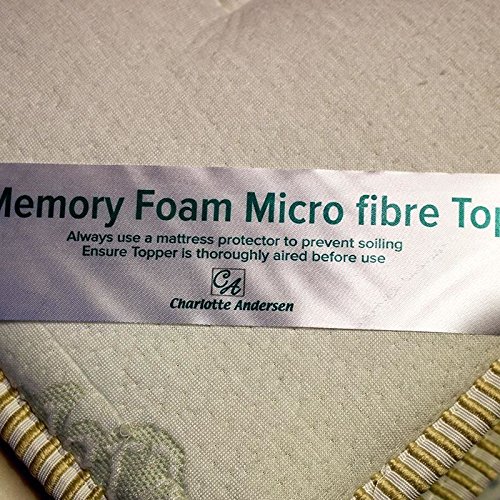 Memory Foam Micro fibre Top
Always use a mattress protector to prevent soiling
Ensure Topper is thoroughly aired before use
CA
Charlotte Andersen